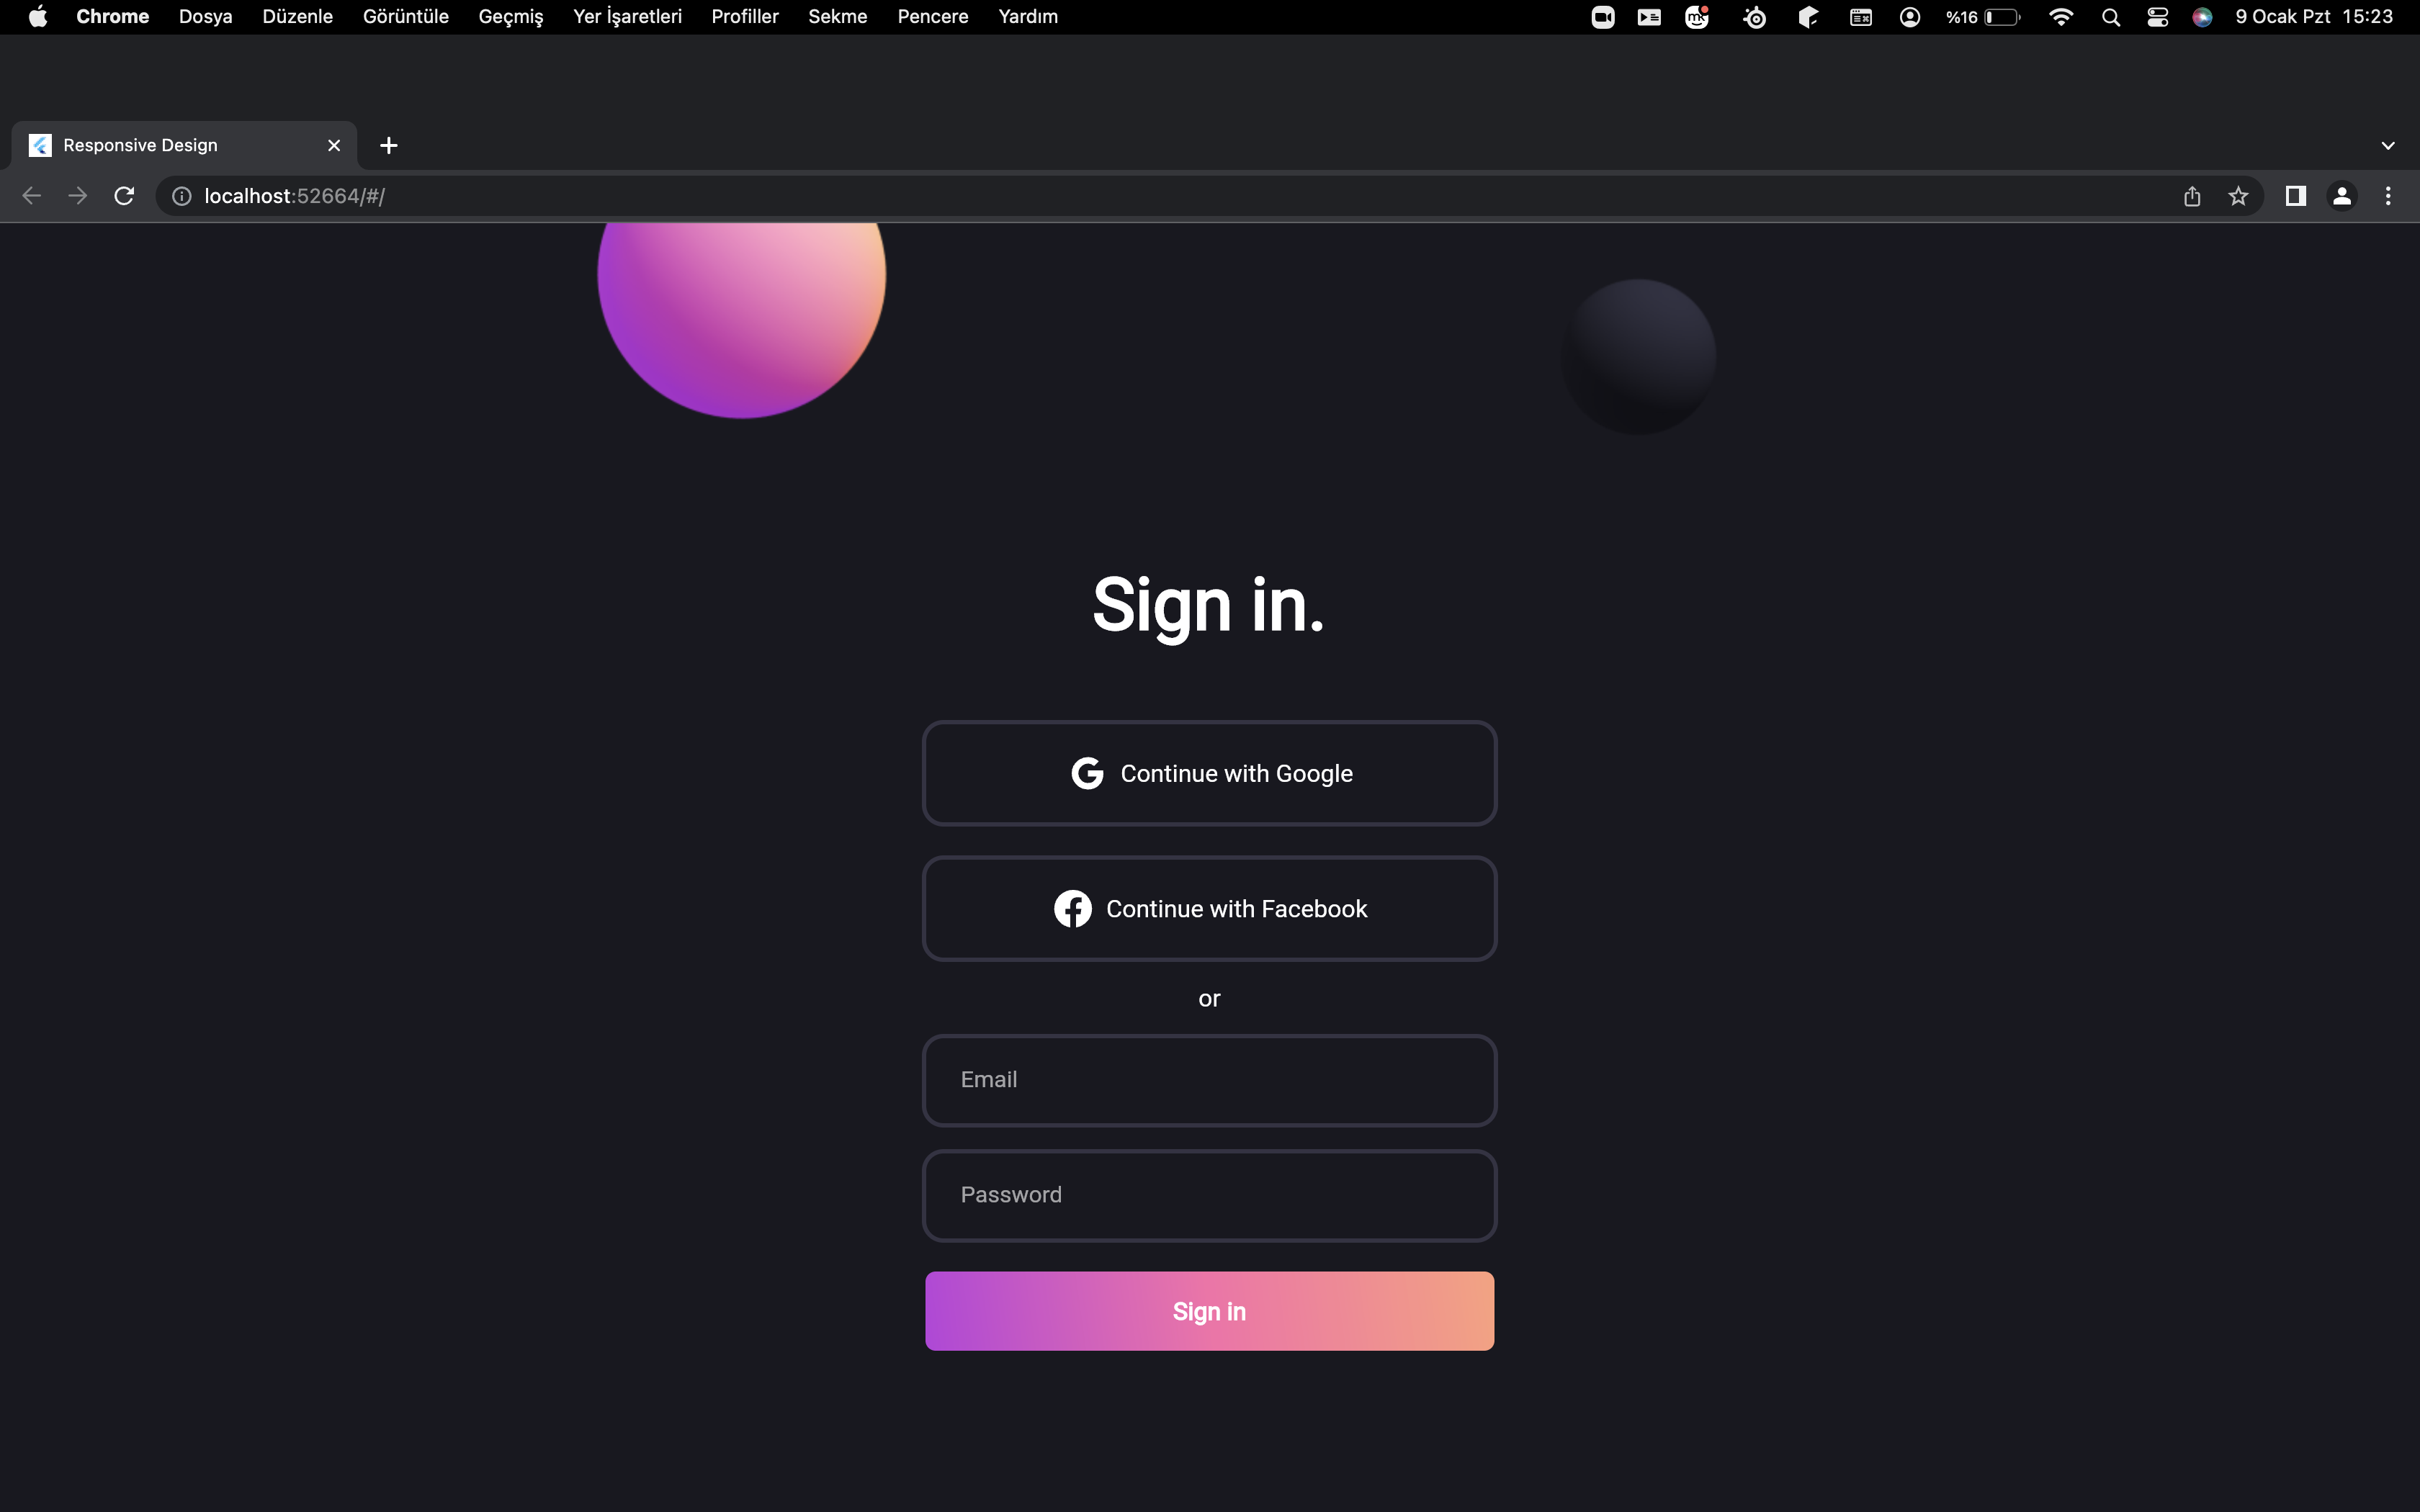 Chrome Dosya Düzenle Görüntüle Geçmiş Yer İşaretleri Profiller Sekme Pencere Yardım %16 9 Ocak Pzt 15:23
Responsive Design
localhost:52664/#/
Sign in.
Continue with Google
Continue with Facebook
or
Email
Password
Sign in